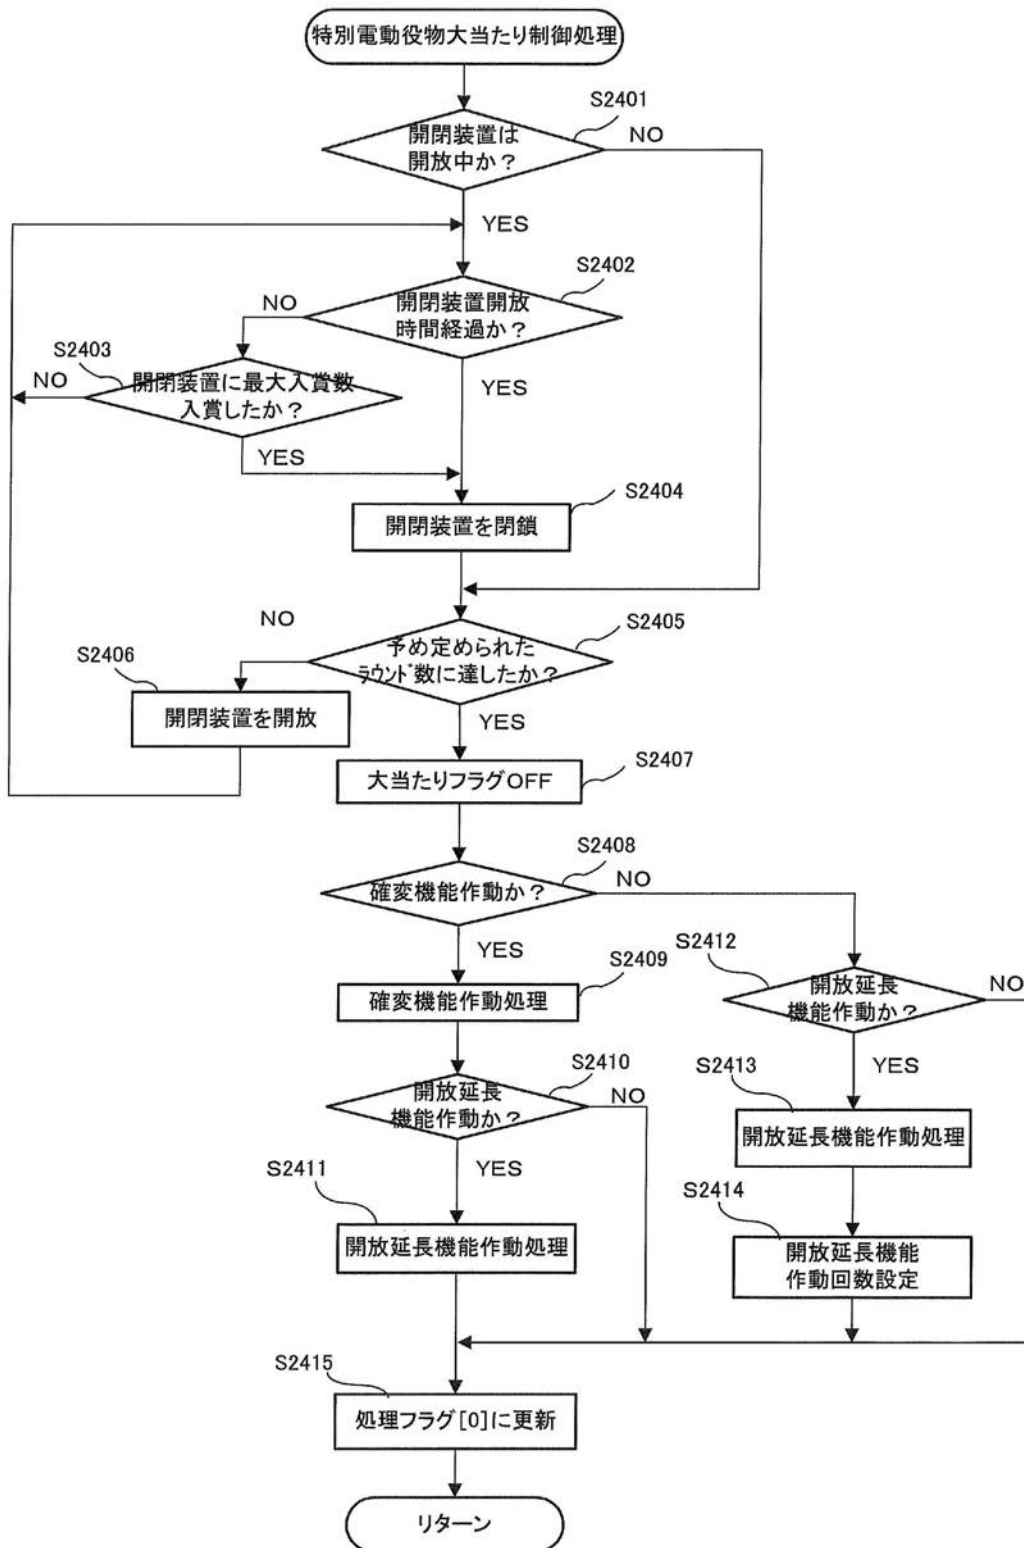 特別電動役物大当たり制御処理
S2401
開閉装置は
開放中か？
NO
YES
S2402
開閉装置開放
時間経過か？
NO
YES
S2403
開閉装置に最大入賞数
入賞したか？
NO
YES
S2404
開閉装置を閉鎖
S2405
予め定められた
ﾗｳﾝﾄﾞ数に達したか？
NO
YES
S2406
開閉装置を開放
S2407
大当たりフラグOFF
S2408
確変機能作動か？
NO
YES
S2409
確変機能作動処理
S2410
開放延長
機能作動か？
NO
YES
S2411
開放延長機能作動処理
S2412
開放延長
機能作動か？
NO
YES
S2413
開放延長機能作動処理
S2414
開放延長機能
作動回数設定
S2415
処理フラグ[0]に更新
リターン